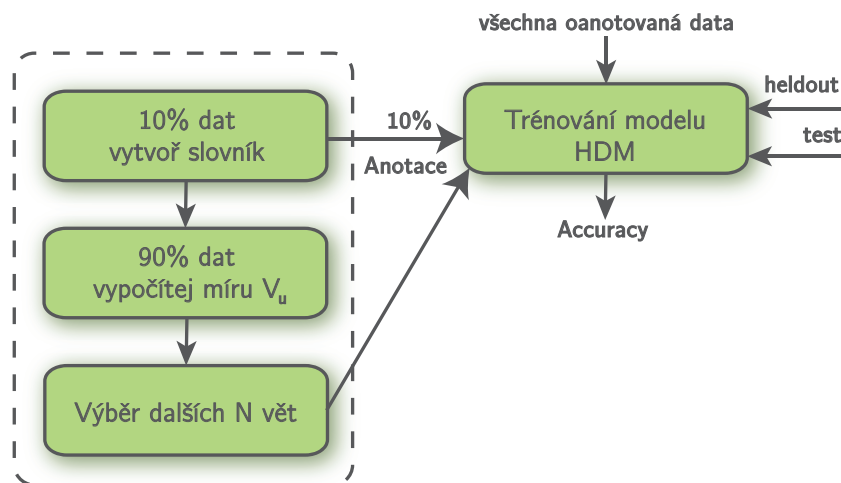 všechna oanotovaná data
10% dat
vytvoř slovník
10%
Anotace
Trénování modelu
HDM
heldout
test
Accuracy
90% dat
vypočítej míru Vᵤ
Výběr dalších N vět